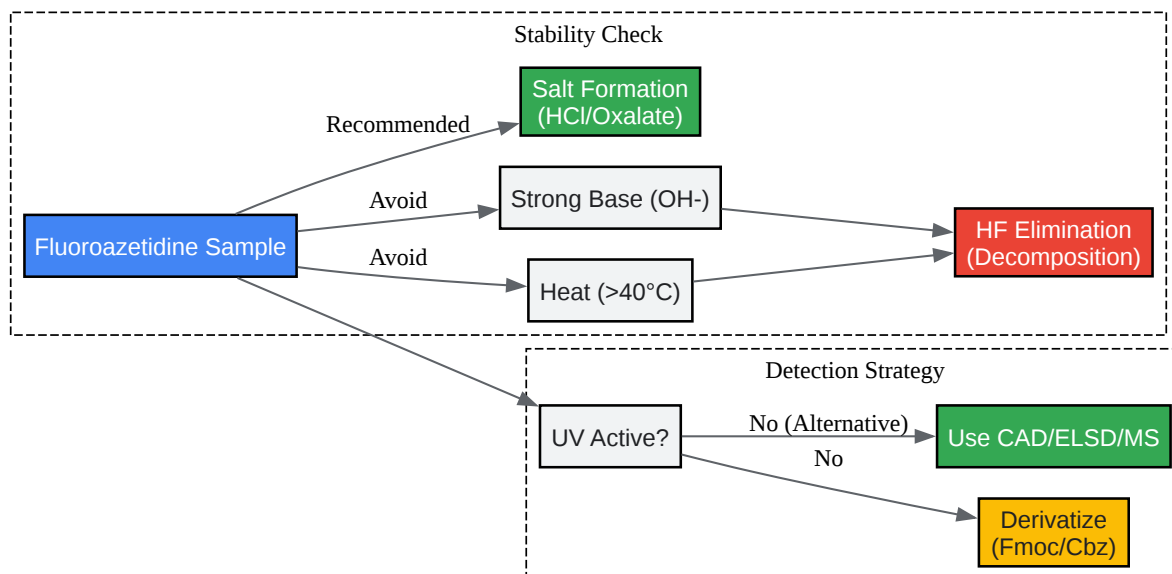 Stability Check
Salt Formation
(HCl/Oxalate)
Recommended
Avoid
Strong Base (OH-)
Fluoroazetidine Sample
HF Elimination
(Decomposition)
Avoid
Heat (>40°C)
Detection Strategy
UV Active?
No (Alternative)
Use CAD/ELSD/MS
No
Derivatize
(Fmoc/Cbz)